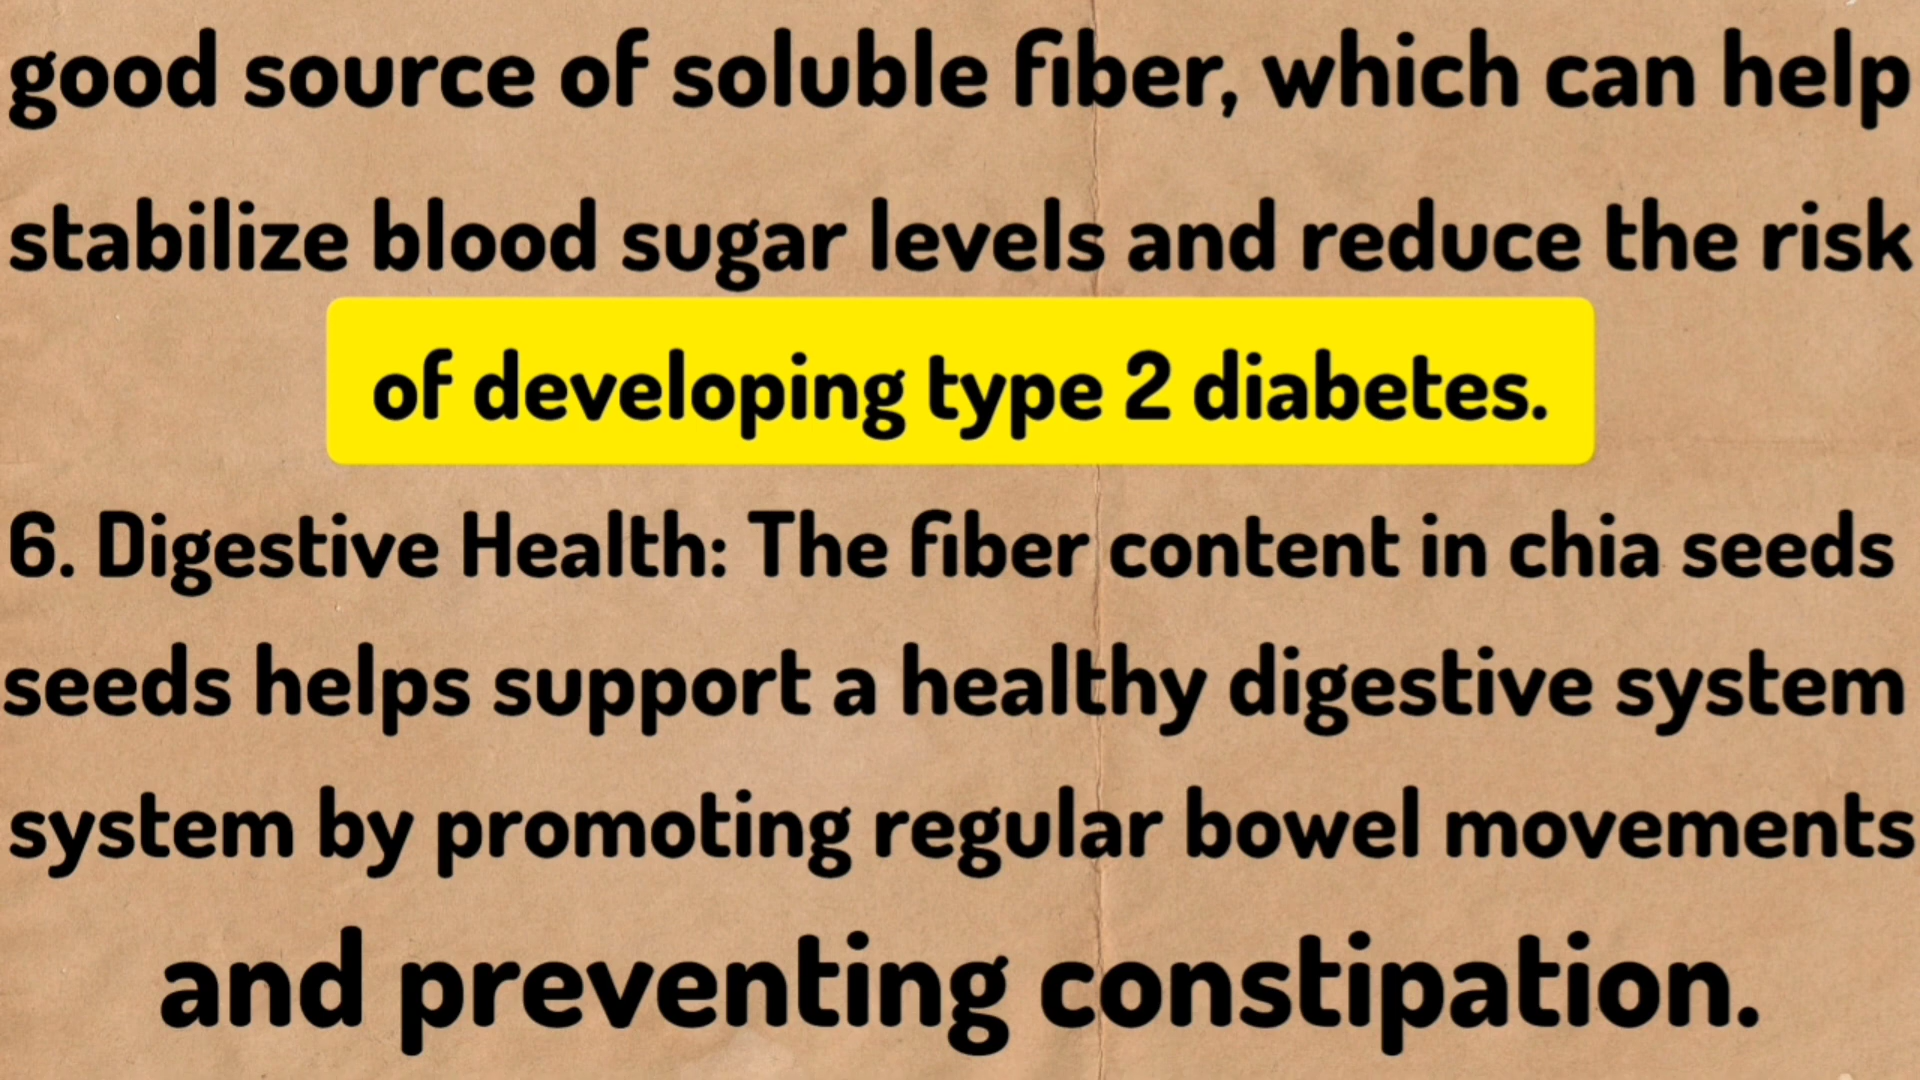 good source of soluble fiber, which can help
stabilize blood sugar levels and reduce the risk
of developing type 2 diabetes.
6. Digestive Health: The fiber content in chia seeds
seeds helps support a healthy digestive system
system by promoting regular bowel movements
and preventing constipation.